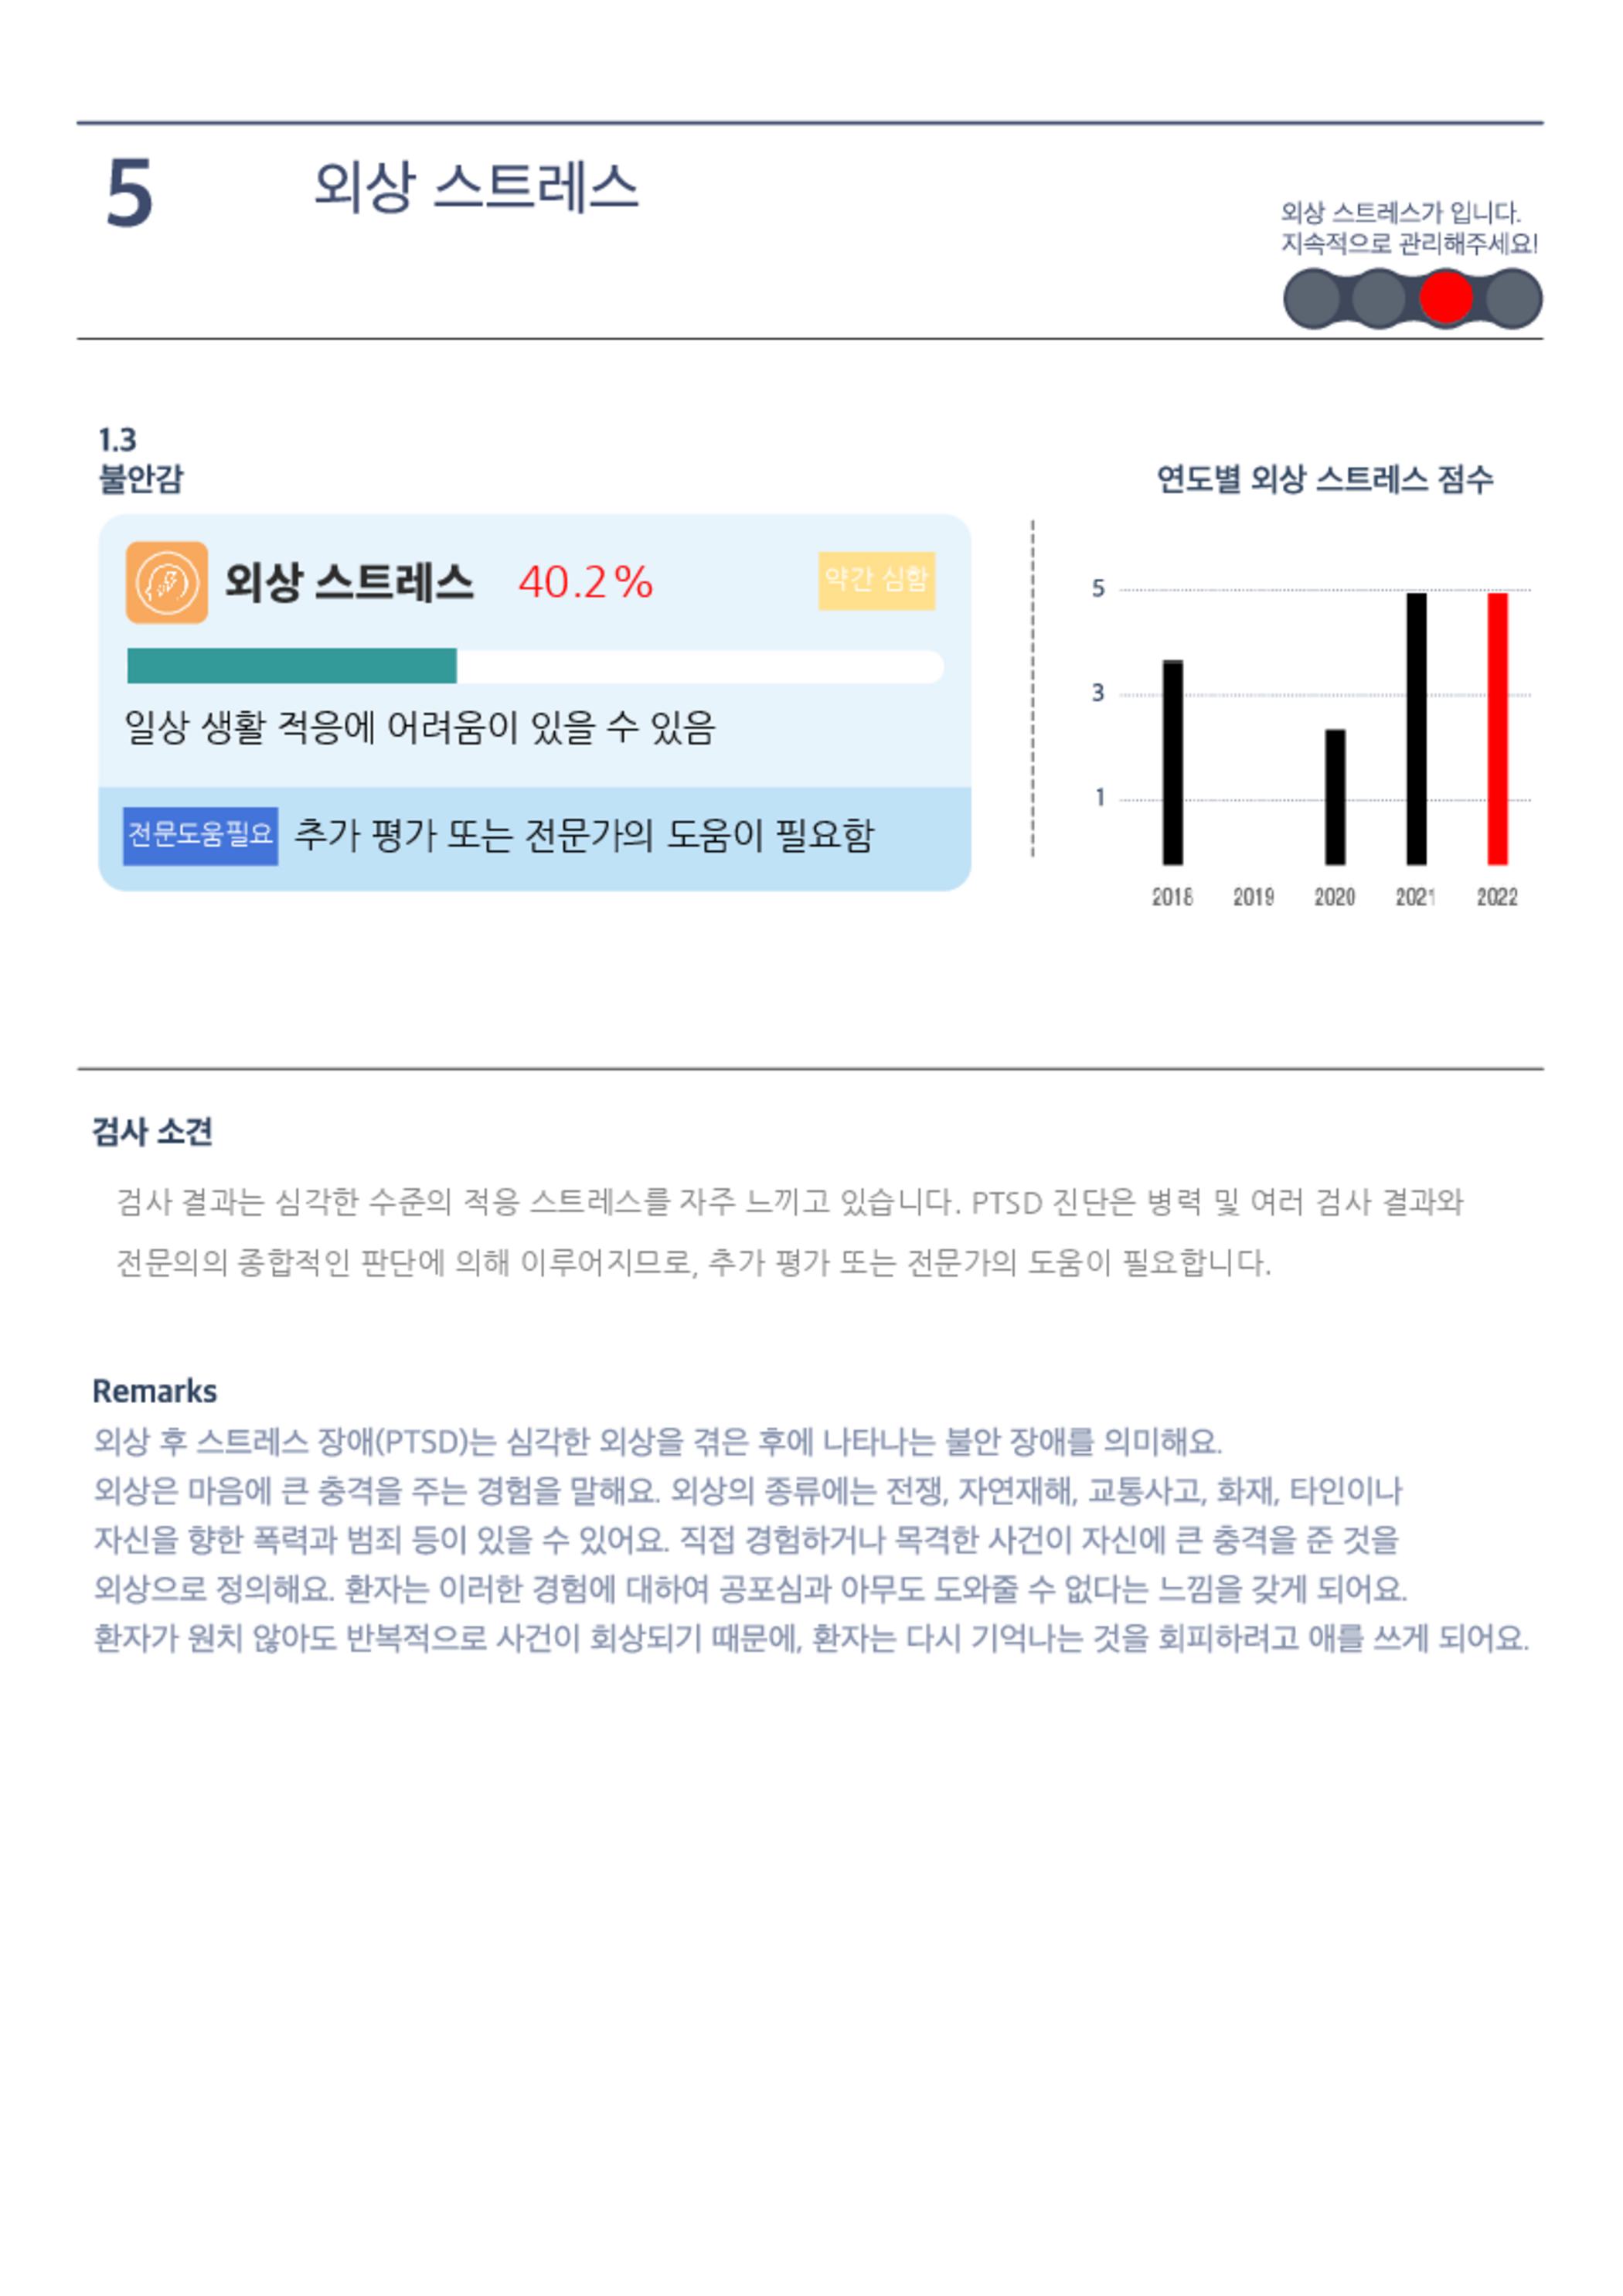 5
외상 스트레스
외상 스트레스가 입니다.
지속적으로 관리해주세요!
1.3
불안감
외상 스트레스 40.2%
약간 심함
일상 생활 적응에 어려움이 있을 수 있음
전문도움필요 추가 평가 또는 전문가의 도움이 필요함
연도별 외상 스트레스 점수
5
3
1
2018 2019 2020 2021 2022
검사 소견
검사 결과는 심각한 수준의 적응 스트레스를 자주 느끼고 있습니다. PTSD 진단은 병력 및 여러 검사 결과와
전문의의 종합적인 판단에 의해 이루어지므로, 추가 평가 또는 전문가의 도움이 필요합니다.
Remarks
외상 후 스트레스 장애(PTSD)는 심각한 외상을 겪은 후에 나타나는 불안 장애를 의미해요.
외상은 마음에 큰 충격을 주는 경험을 말해요. 외상의 종류에는 전쟁, 자연재해, 교통사고, 화재, 타인이나
자신을 향한 폭력과 범죄 등이 있을 수 있어요. 직접 경험하거나 목격한 사건이 자신에 큰 충격을 준 것을
외상으로 정의해요. 환자는 이러한 경험에 대하여 공포심과 아무도 도와줄 수 없다는 느낌을 갖게 되어요.
환자가 원치 않아도 반복적으로 사건이 회상되기 때문에, 환자는 다시 기억나는 것을 회피하려고 애를 쓰게 되어요.